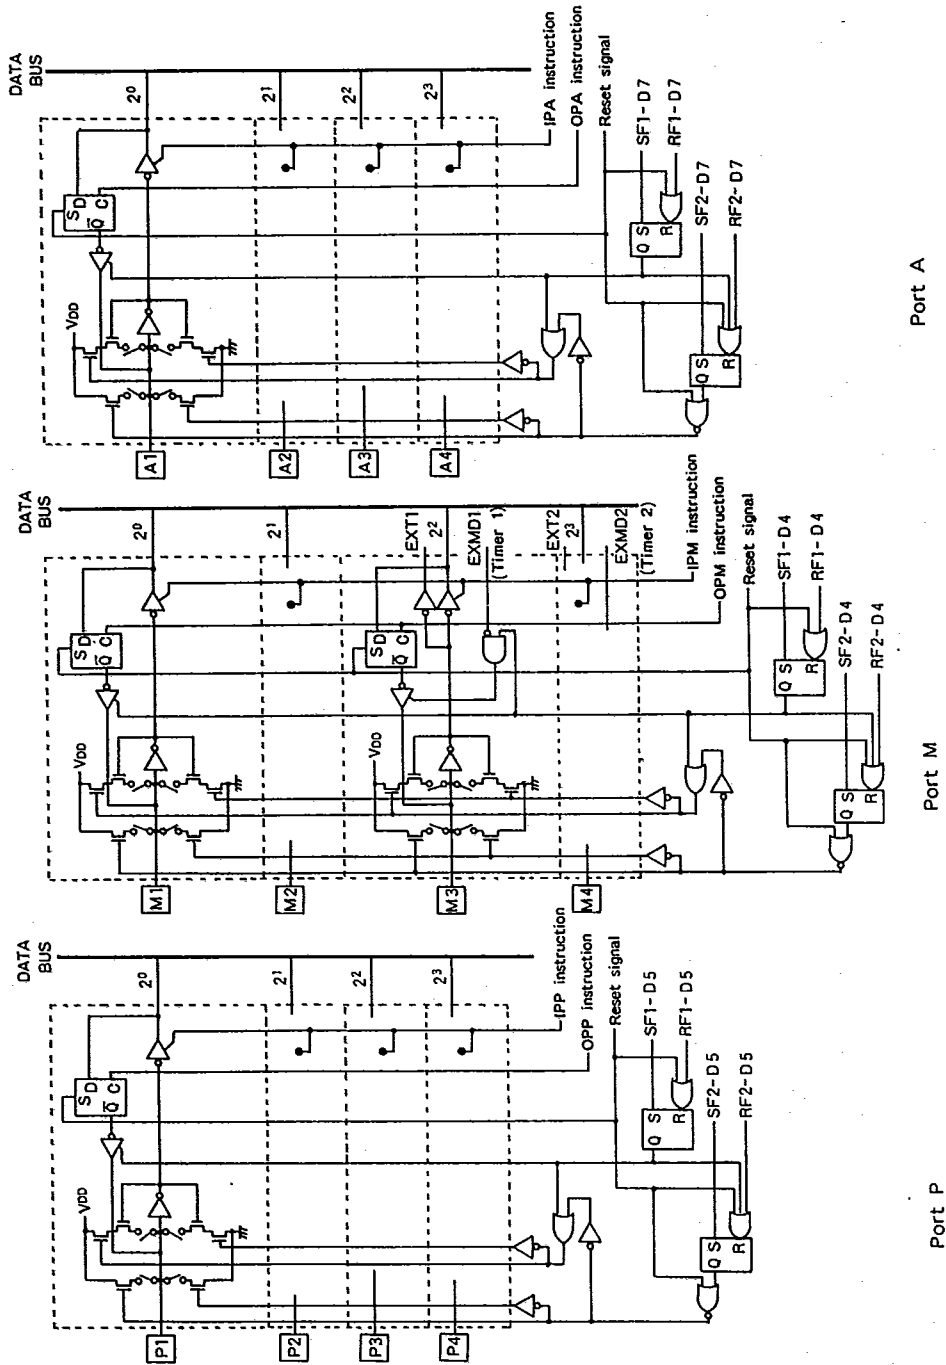 DATA
BUS
2⁰
2¹
2²
2³
IPA instruction
OPA instruction
Reset signal
SF1-D7
RF1-D7
SF2-D7
RF2-D7
S
D
Q̅
C
VDD
Q
S
R
Q
S
R
A1
A2
A3
A4
Port A
DATA
BUS
2⁰
2¹
EXT1
2²
EXMD1
(Timer 1)
EXT2
2³
EXMD2
(Timer 2)
IPM instruction
OPM instruction
Reset signal
SF1-D4
RF1-D4
SF2-D4
RF2-D4
S
D
Q̅
C
S
D
Q̅
C
VDD
VDD
Q
S
R
Q
S
R
M1
M2
M3
M4
Port M
DATA
BUS
2⁰
2¹
2²
2³
IPP instruction
OPP instruction
Reset signal
SF1-D5
RF1-D5
SF2-D5
RF2-D5
S
D
Q̅
C
VDD
Q
S
R
Q
S
R
P1
P2
P3
P4
Port P